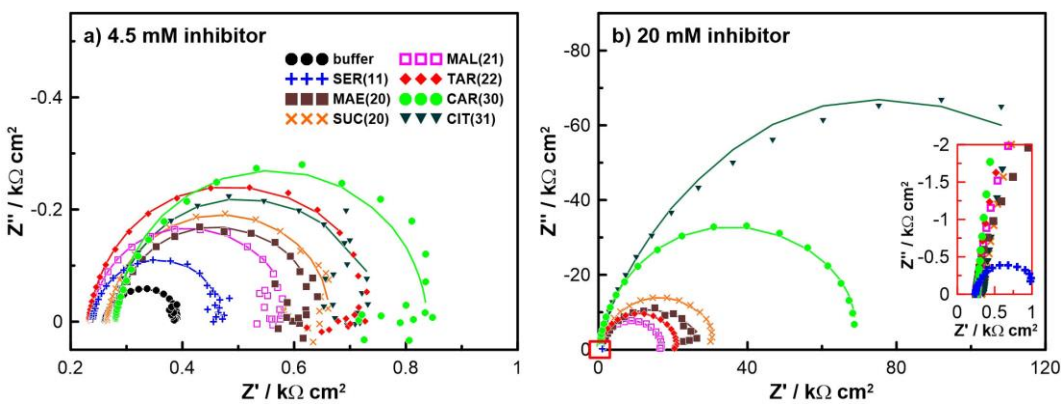 a) 4.5 mM inhibitor
buffer
SER(11)
MAE(20)
SUC(20)
MAL(21)
TAR(22)
CAR(30)
CIT(31)
-0.4
-0.2
0
Z'' / kΩ cm²
0.2 0.4 0.6 0.8 1
Z' / kΩ cm²
b) 20 mM inhibitor
-80
-60
-40
-20
0
Z'' / kΩ cm²
0 40 80 120
Z' / kΩ cm²
-2
-1.5
-1
-0.5
0
Z'' / kΩ cm²
0 0.5 1
Z' / kΩ cm²